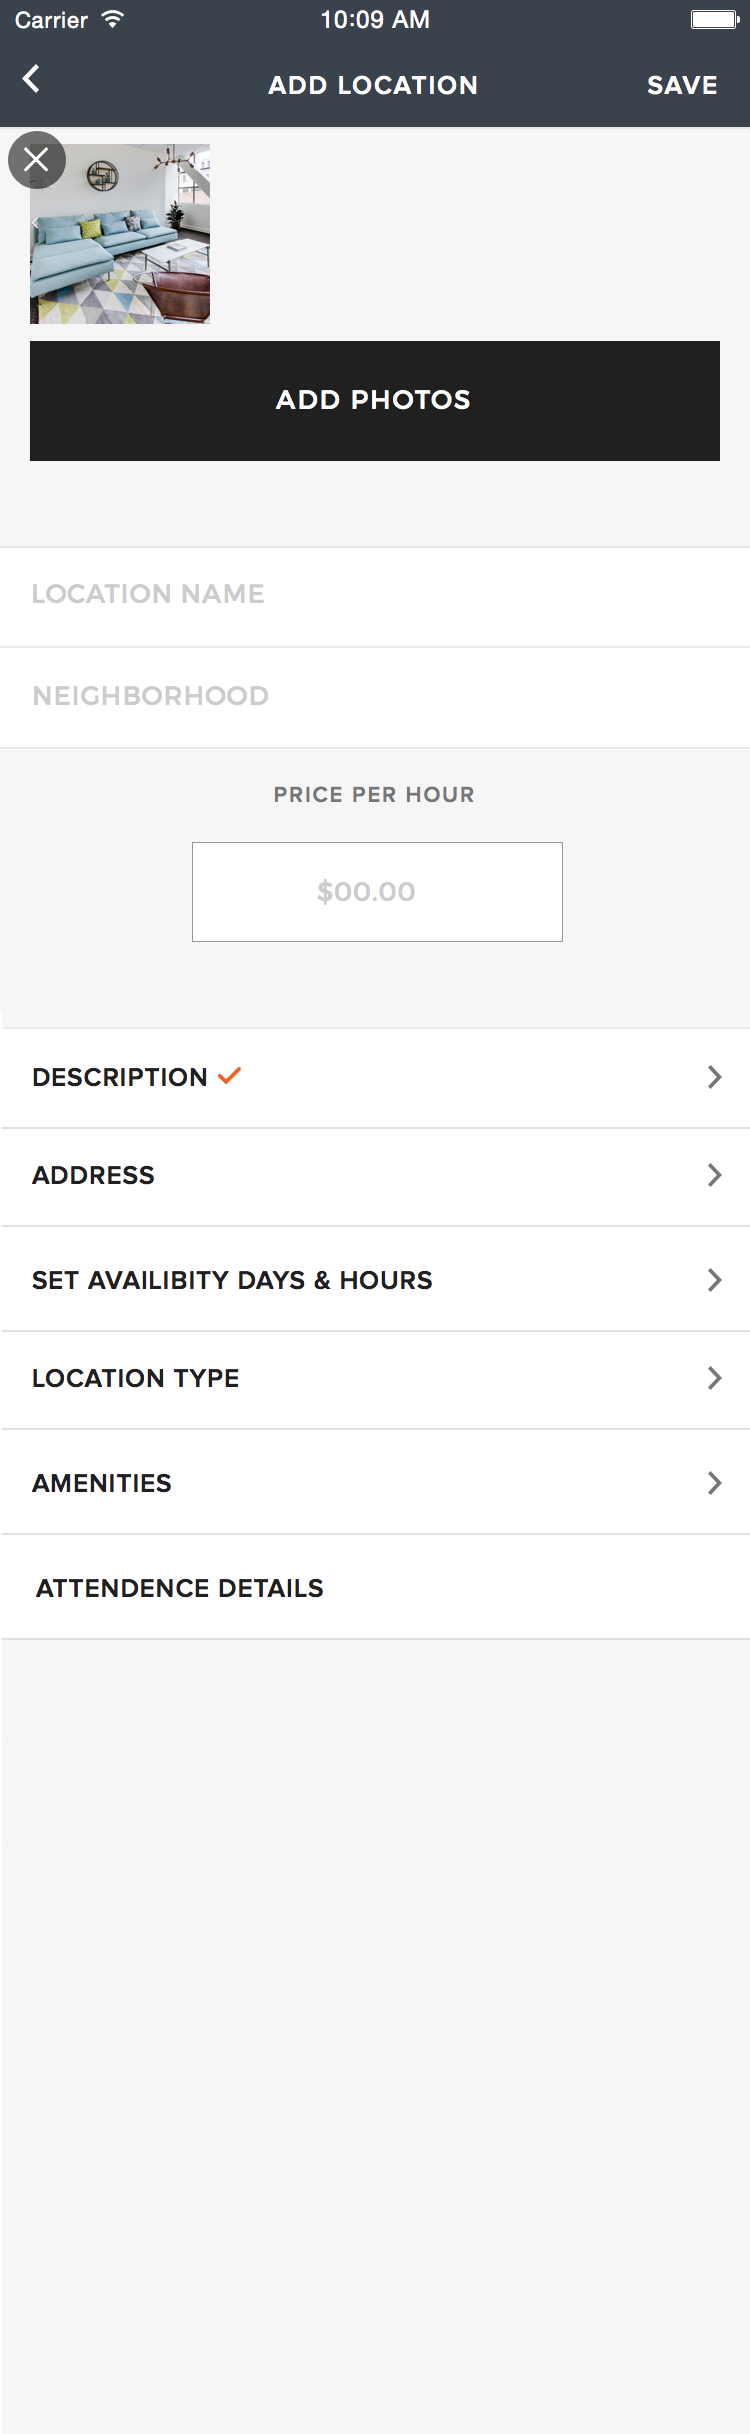 Carrier 10:09 AM
ADD LOCATION SAVE
ADD PHOTOS
LOCATION NAME
NEIGHBORHOOD
PRICE PER HOUR
$00.00
DESCRIPTION
ADDRESS
SET AVAILIBITY DAYS & HOURS
LOCATION TYPE
AMENITIES
ATTENDENCE DETAILS